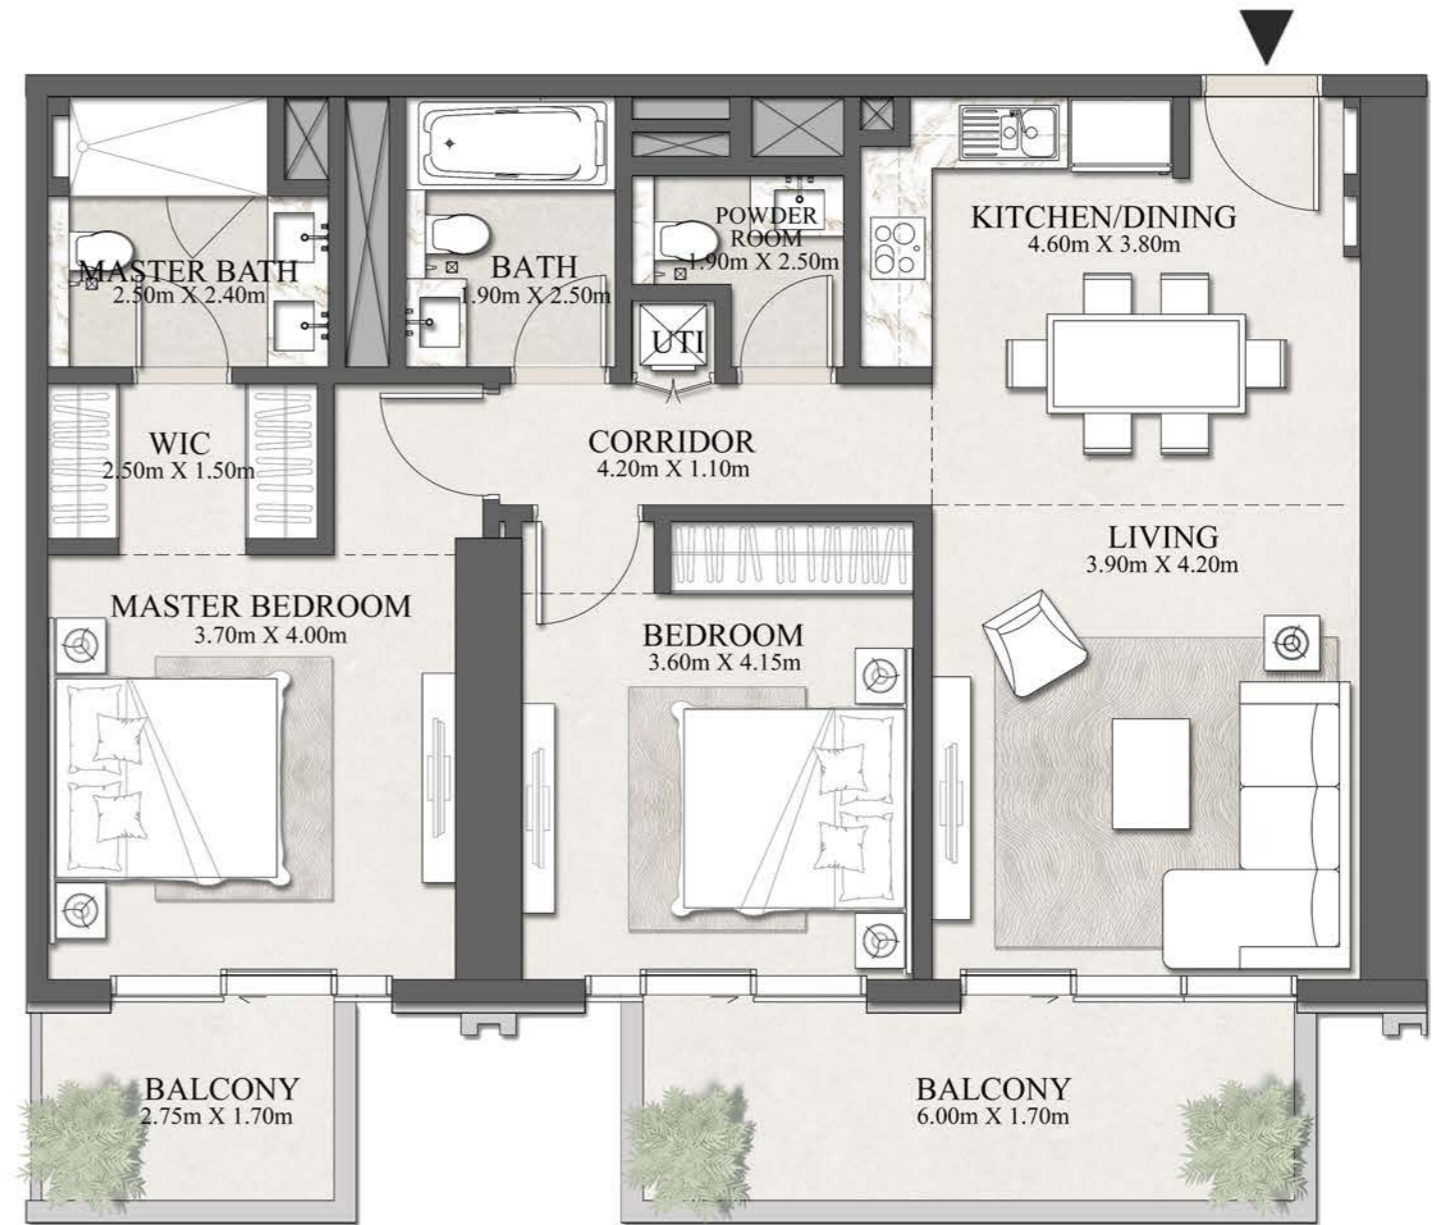 KITCHEN/DINING
4.60m X 3.80m
POWDER
ROOM
1.90m X 2.50m
MASTER BATH
2.50m X 2.40m
BATH
1.90m X 2.50m
UTI
WIC
2.50m X 1.50m
CORRIDOR
4.20m X 1.10m
LIVING
3.90m X 4.20m
MASTER BEDROOM
3.70m X 4.00m
BEDROOM
3.60m X 4.15m
BALCONY
2.75m X 1.70m
BALCONY
6.00m X 1.70m